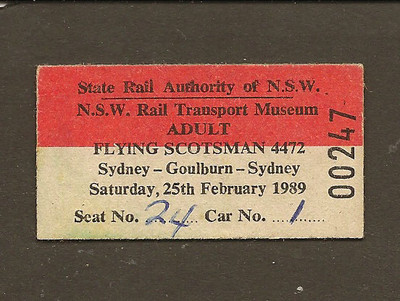 State Rail Authority of N.S.W.
N.S.W. Rail Transport Museum
ADULT
FLYING SCOTSMAN 4472
Sydney – Goulburn – Sydney
Saturday, 25th February 1989
Seat No. 24 .... Car No. 1 ........
00247